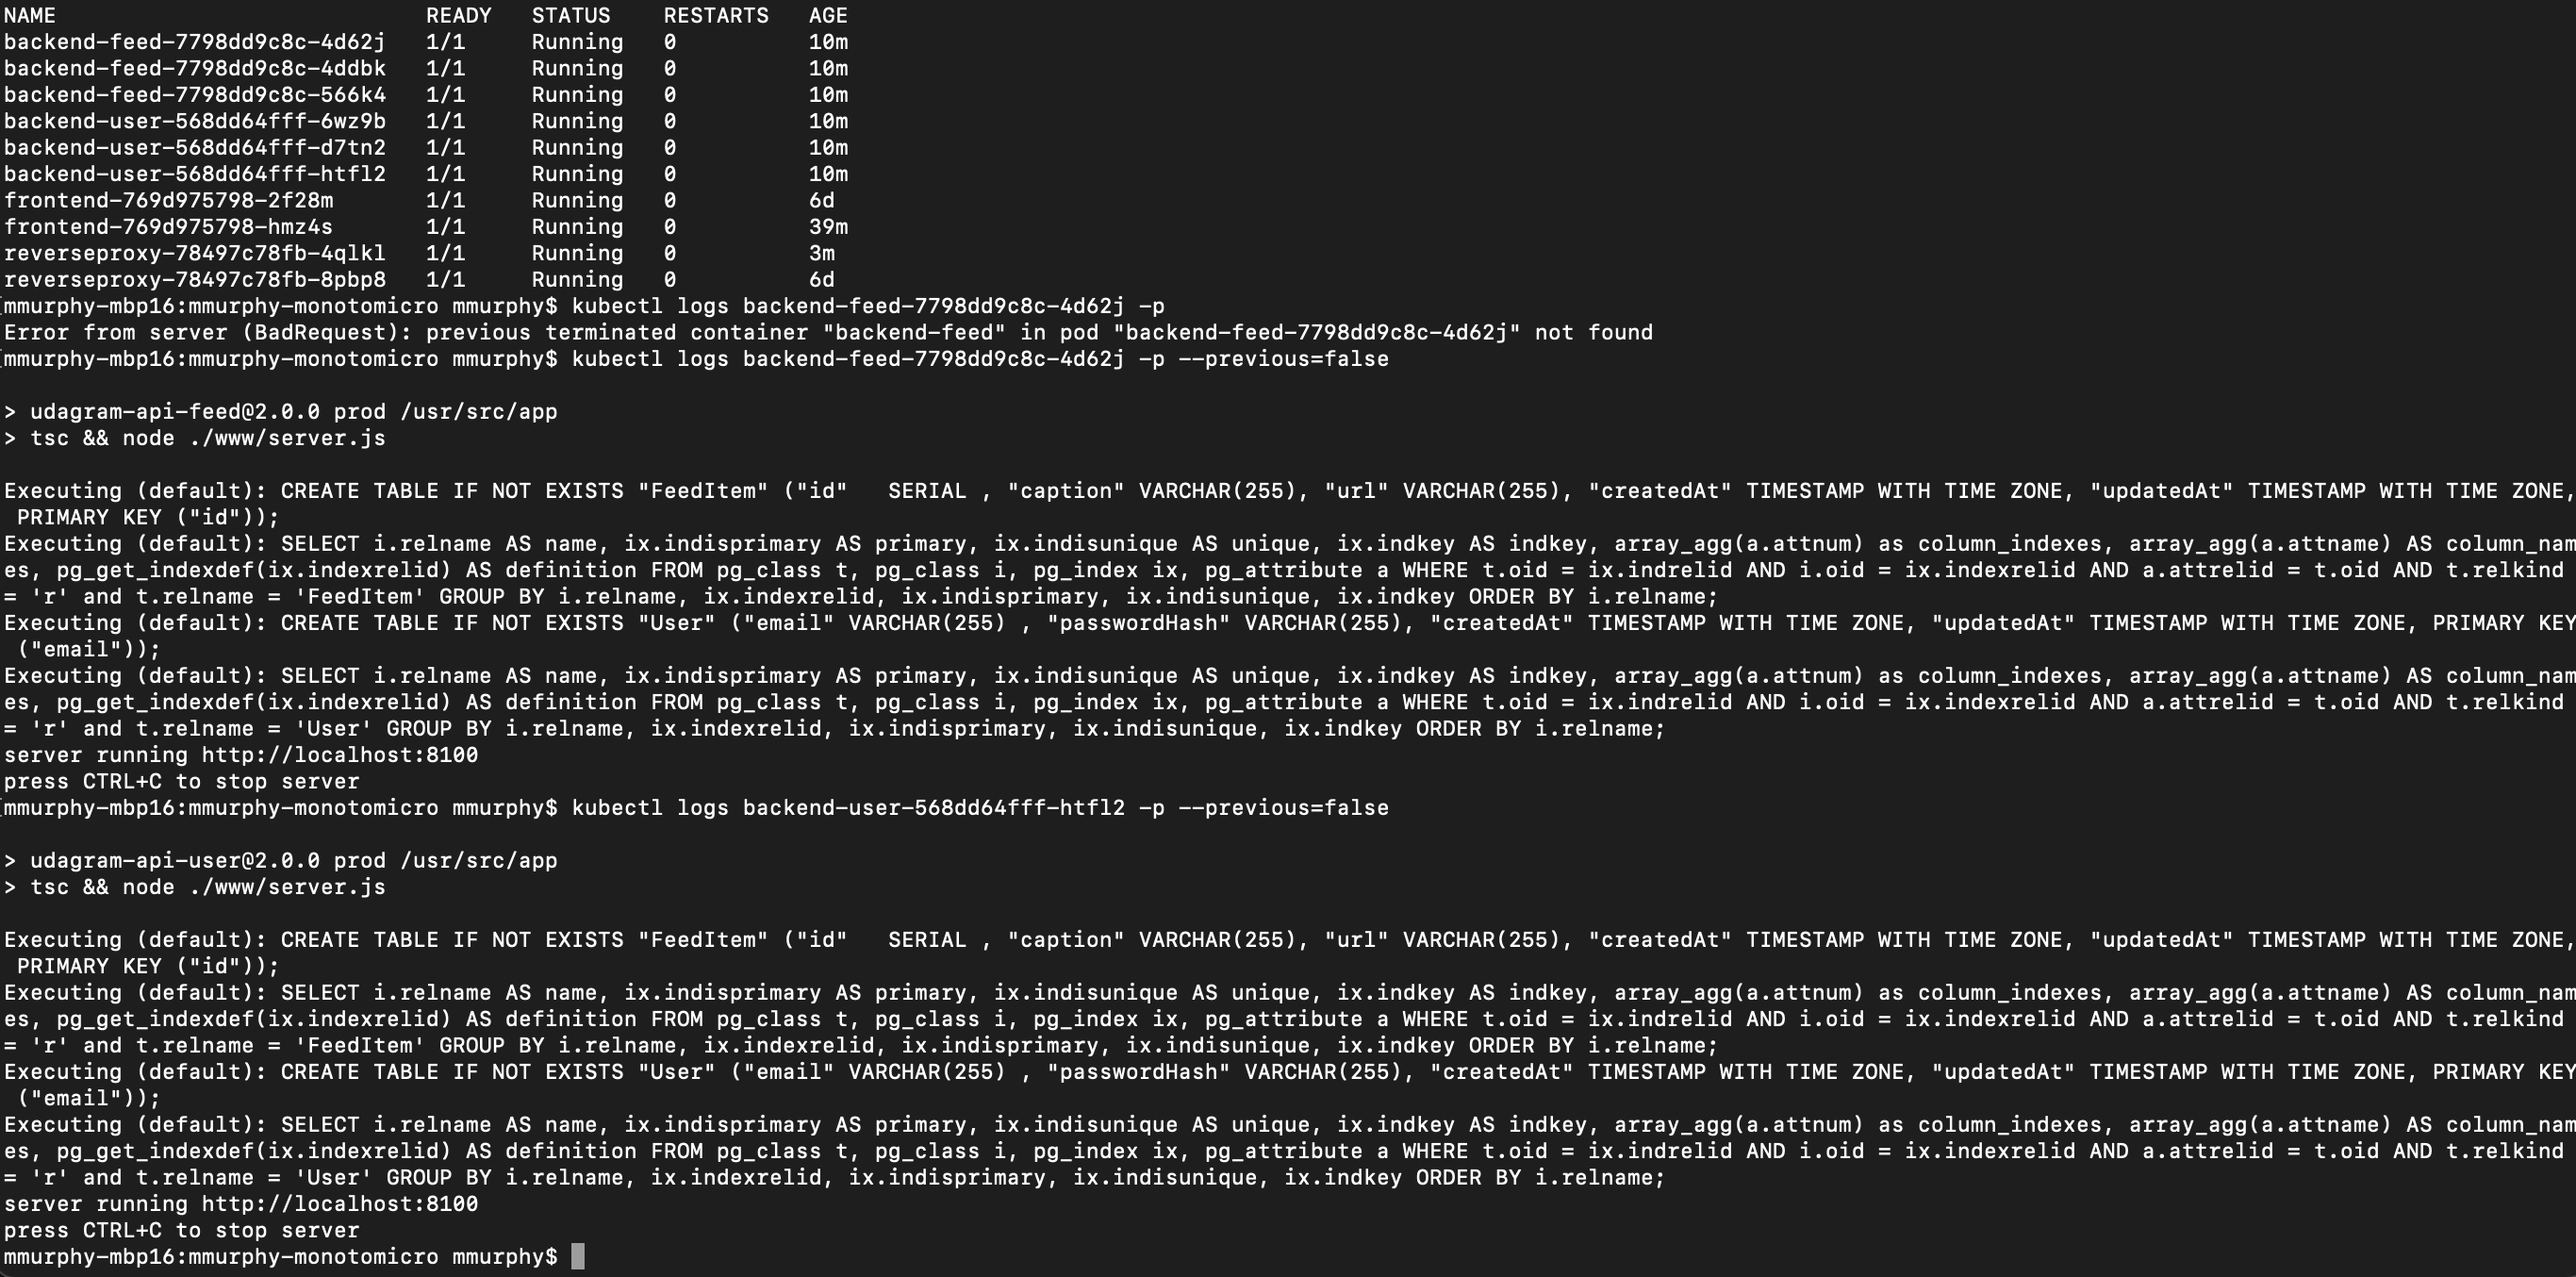 NAME                            READY   STATUS    RESTARTS   AGE
backend-feed-7798dd9c8c-4d62j   1/1     Running   0          10m
backend-feed-7798dd9c8c-4ddbk   1/1     Running   0          10m
backend-feed-7798dd9c8c-566k4   1/1     Running   0          10m
backend-user-568dd64fff-6wz9b   1/1     Running   0          10m
backend-user-568dd64fff-d7tn2   1/1     Running   0          10m
backend-user-568dd64fff-htfl2   1/1     Running   0          10m
frontend-769d975798-2f28m       1/1     Running   0          6d
frontend-769d975798-hmz4s       1/1     Running   0          39m
reverseproxy-78497c78fb-4qlkl   1/1     Running   0          3m
reverseproxy-78497c78fb-8pbp8   1/1     Running   0          6d
mmurphy-mbp16:mmurphy-monotomicro mmurphy$ kubectl logs backend-feed-7798dd9c8c-4d62j -p
Error from server (BadRequest): previous terminated container "backend-feed" in pod "backend-feed-7798dd9c8c-4d62j" not found
mmurphy-mbp16:mmurphy-monotomicro mmurphy$ kubectl logs backend-feed-7798dd9c8c-4d62j -p --previous=false
> udagram-api-feed@2.0.0 prod /usr/src/app
> tsc && node ./www/server.js
Executing (default): CREATE TABLE IF NOT EXISTS "FeedItem" ("id"   SERIAL , "caption" VARCHAR(255), "url" VARCHAR(255), "createdAt" TIMESTAMP WITH TIME ZONE, "updatedAt" TIMESTAMP WITH TIME ZONE,
 PRIMARY KEY ("id"));
Executing (default): SELECT i.relname AS name, ix.indisprimary AS primary, ix.indisunique AS unique, ix.indkey AS indkey, array_agg(a.attnum) as column_indexes, array_agg(a.attname) AS column_nam
es, pg_get_indexdef(ix.indexrelid) AS definition FROM pg_class t, pg_class i, pg_index ix, pg_attribute a WHERE t.oid = ix.indrelid AND i.oid = ix.indexrelid AND a.attrelid = t.oid AND t.relkind
= 'r' and t.relname = 'FeedItem' GROUP BY i.relname, ix.indexrelid, ix.indisprimary, ix.indisunique, ix.indkey ORDER BY i.relname;
Executing (default): CREATE TABLE IF NOT EXISTS "User" ("email" VARCHAR(255) , "passwordHash" VARCHAR(255), "createdAt" TIMESTAMP WITH TIME ZONE, "updatedAt" TIMESTAMP WITH TIME ZONE, PRIMARY KEY
 ("email"));
Executing (default): SELECT i.relname AS name, ix.indisprimary AS primary, ix.indisunique AS unique, ix.indkey AS indkey, array_agg(a.attnum) as column_indexes, array_agg(a.attname) AS column_nam
es, pg_get_indexdef(ix.indexrelid) AS definition FROM pg_class t, pg_class i, pg_index ix, pg_attribute a WHERE t.oid = ix.indrelid AND i.oid = ix.indexrelid AND a.attrelid = t.oid AND t.relkind
= 'r' and t.relname = 'User' GROUP BY i.relname, ix.indexrelid, ix.indisprimary, ix.indisunique, ix.indkey ORDER BY i.relname;
server running http://localhost:8100
press CTRL+C to stop server
mmurphy-mbp16:mmurphy-monotomicro mmurphy$ kubectl logs backend-user-568dd64fff-htfl2 -p --previous=false
> udagram-api-user@2.0.0 prod /usr/src/app
> tsc && node ./www/server.js
Executing (default): CREATE TABLE IF NOT EXISTS "FeedItem" ("id"   SERIAL , "caption" VARCHAR(255), "url" VARCHAR(255), "createdAt" TIMESTAMP WITH TIME ZONE, "updatedAt" TIMESTAMP WITH TIME ZONE,
 PRIMARY KEY ("id"));
Executing (default): SELECT i.relname AS name, ix.indisprimary AS primary, ix.indisunique AS unique, ix.indkey AS indkey, array_agg(a.attnum) as column_indexes, array_agg(a.attname) AS column_nam
es, pg_get_indexdef(ix.indexrelid) AS definition FROM pg_class t, pg_class i, pg_index ix, pg_attribute a WHERE t.oid = ix.indrelid AND i.oid = ix.indexrelid AND a.attrelid = t.oid AND t.relkind
= 'r' and t.relname = 'FeedItem' GROUP BY i.relname, ix.indexrelid, ix.indisprimary, ix.indisunique, ix.indkey ORDER BY i.relname;
Executing (default): CREATE TABLE IF NOT EXISTS "User" ("email" VARCHAR(255) , "passwordHash" VARCHAR(255), "createdAt" TIMESTAMP WITH TIME ZONE, "updatedAt" TIMESTAMP WITH TIME ZONE, PRIMARY KEY
 ("email"));
Executing (default): SELECT i.relname AS name, ix.indisprimary AS primary, ix.indisunique AS unique, ix.indkey AS indkey, array_agg(a.attnum) as column_indexes, array_agg(a.attname) AS column_nam
es, pg_get_indexdef(ix.indexrelid) AS definition FROM pg_class t, pg_class i, pg_index ix, pg_attribute a WHERE t.oid = ix.indrelid AND i.oid = ix.indexrelid AND a.attrelid = t.oid AND t.relkind
= 'r' and t.relname = 'User' GROUP BY i.relname, ix.indexrelid, ix.indisprimary, ix.indisunique, ix.indkey ORDER BY i.relname;
server running http://localhost:8100
press CTRL+C to stop server
mmurphy-mbp16:mmurphy-monotomicro mmurphy$